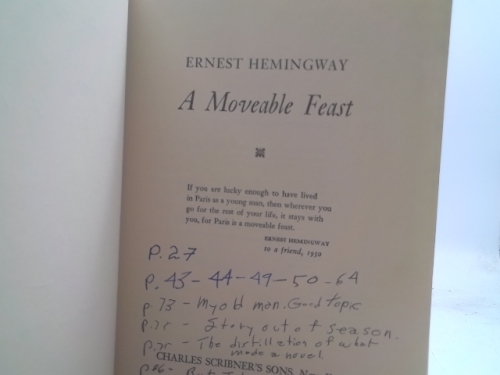 ERNEST HEMINGWAY
A Moveable Feast
If you are lucky enough to have lived
in Paris as a young man, then wherever you
go for the rest of your life, it stays with
you, for Paris is a moveable feast.
ERNEST HEMINGWAY
to a friend, 1950
p. 27
p. 43 - 44 - 49 - 50 - 64
p. 73 - My old man. Good topic
- Story out of season.
- The distillation of what
made a novel
CHARLES SCRIBNER'S SONS,